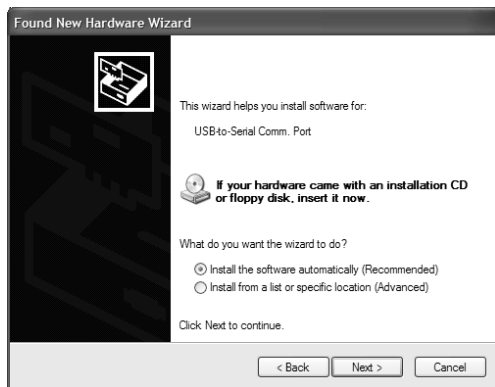 Found New Hardware Wizard
This wizard helps you install software for:
USB-to-Serial Comm. Port
If your hardware came with an installation CD
or floppy disk, insert it now.
What do you want the wizard to do?
Install the software automatically (Recommended)
Install from a list or specific location (Advanced)
Click Next to continue.
< Back Next > Cancel